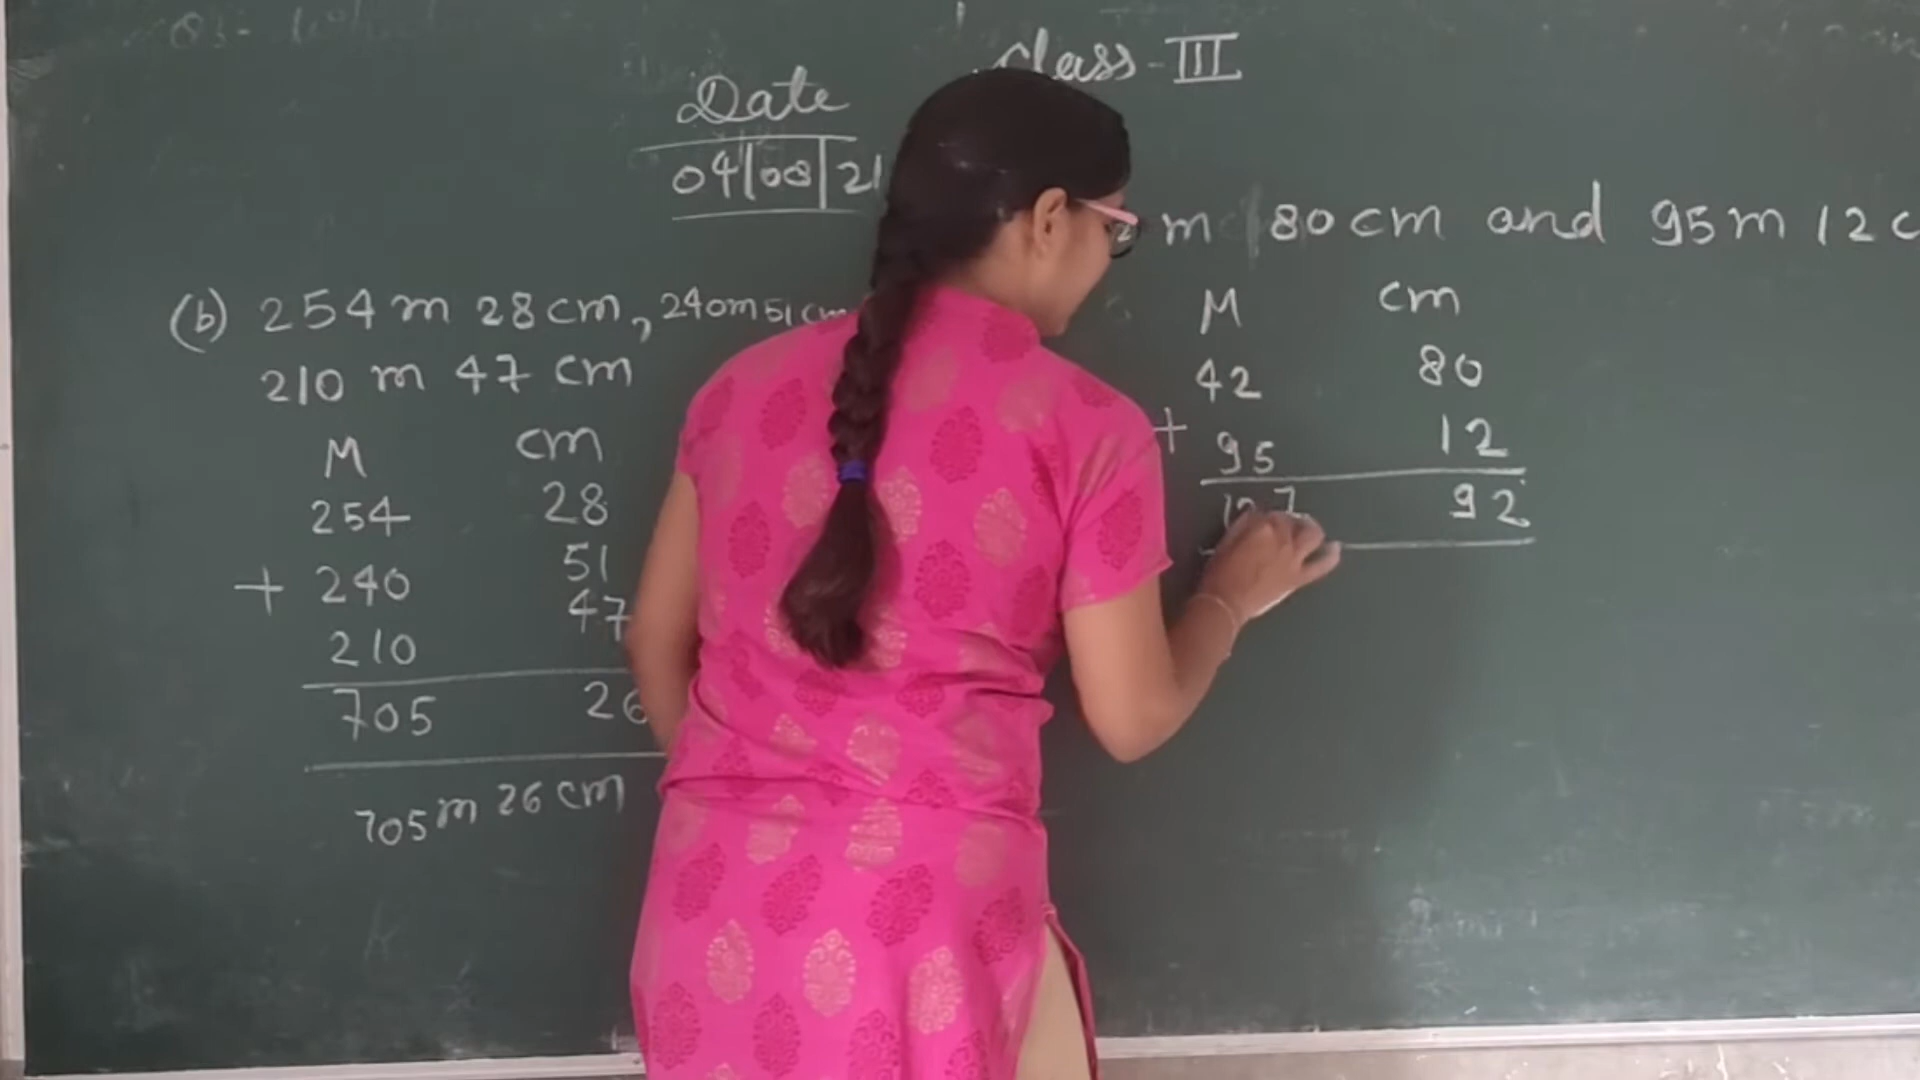 Class-III
Date
04|08|21
m 80 cm and 95 m 12 c
(b) 254 m 28 cm, 240m 51 cm
210 m 47 cm
M cm
254 28
+ 240 51
210 47
705 26
705 m 26 cm
M cm
42 80
+ 95 12
92